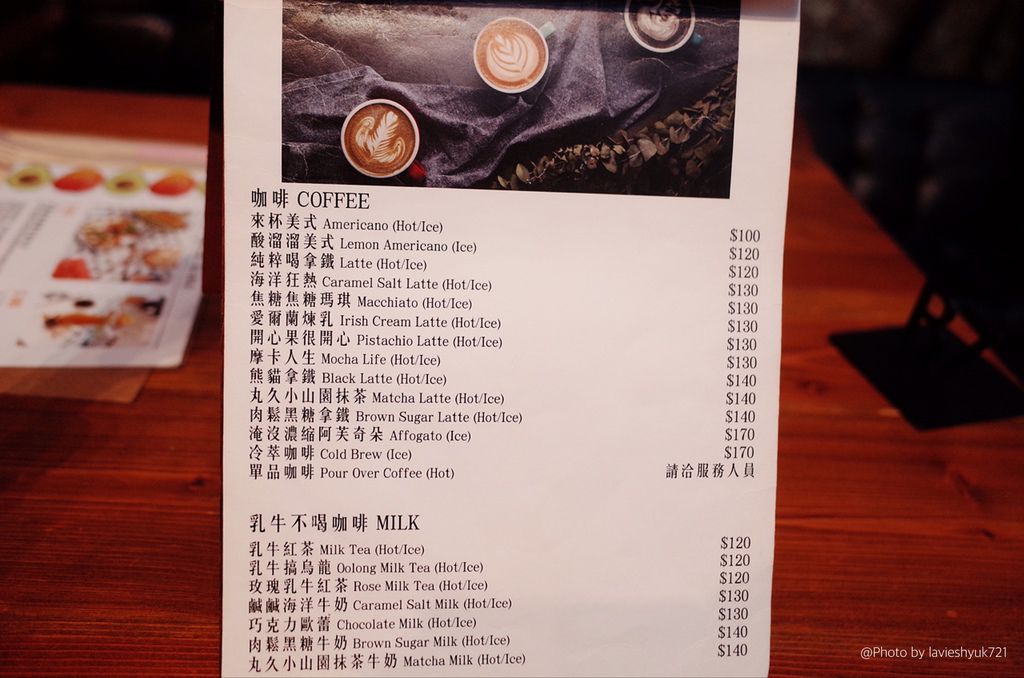 咖啡 COFFEE
來杯美式 Americano (Hot/Ice) $100
酸溜溜美式 Lemon Americano (Ice) $120
純粹喝拿鐵 Latte (Hot/Ice) $120
海洋狂熱 Caramel Salt Latte (Hot/Ice) $130
焦糖焦糖瑪琪 Macchiato (Hot/Ice) $130
愛爾蘭煉乳 Irish Cream Latte (Hot/Ice) $130
開心果很開心 Pistachio Latte (Hot/Ice) $130
摩卡人生 Mocha Life (Hot/Ice) $130
熊貓拿鐵 Black Latte (Hot/Ice) $140
丸久小山園抹茶 Matcha Latte (Hot/Ice) $140
肉鬆黑糖拿鐵 Brown Sugar Latte (Hot/Ice) $140
淹沒濃縮阿芙奇朵 Affogato (Ice) $170
冷萃咖啡 Cold Brew (Ice) $170
單品咖啡 Pour Over Coffee (Hot) 請洽服務人員
乳牛不喝咖啡 MILK
乳牛紅茶 Milk Tea (Hot/Ice) $120
乳牛搞烏龍 Oolong Milk Tea (Hot/Ice) $120
玫瑰乳牛紅茶 Rose Milk Tea (Hot/Ice) $120
鹹鹹海洋牛奶 Caramel Salt Milk (Hot/Ice) $130
巧克力歐蕾 Chocolate Milk (Hot/Ice) $130
肉鬆黑糖牛奶 Brown Sugar Milk (Hot/Ice) $140
丸久小山園抹茶牛奶 Matcha Milk (Hot/Ice) $140
@Photo by lavieshyuk721